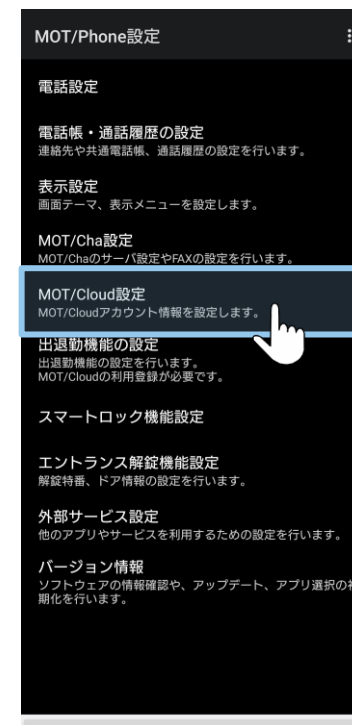 MOT/Phone設定
電話設定
電話帳・通話履歴の設定
連絡先や共通電話帳、通話履歴の設定を行います。
表示設定
画面テーマ、表示メニューを設定します。
MOT/Cha設定
MOT/Chaのサーバ設定やFAXの設定を行います。
MOT/Cloud設定
MOT/Cloudアカウント情報を設定します。
出退勤機能の設定
出退勤機能の設定を行います。
MOT/Cloudの利用登録が必要です。
スマートロック機能設定
エントランス解錠機能設定
解錠特番、ドア情報の設定を行います。
外部サービス設定
他のアプリやサービスを利用するための設定を行います。
バージョン情報
ソフトウェアの情報確認や、アップデート、アプリ選択の初
期化を行います。